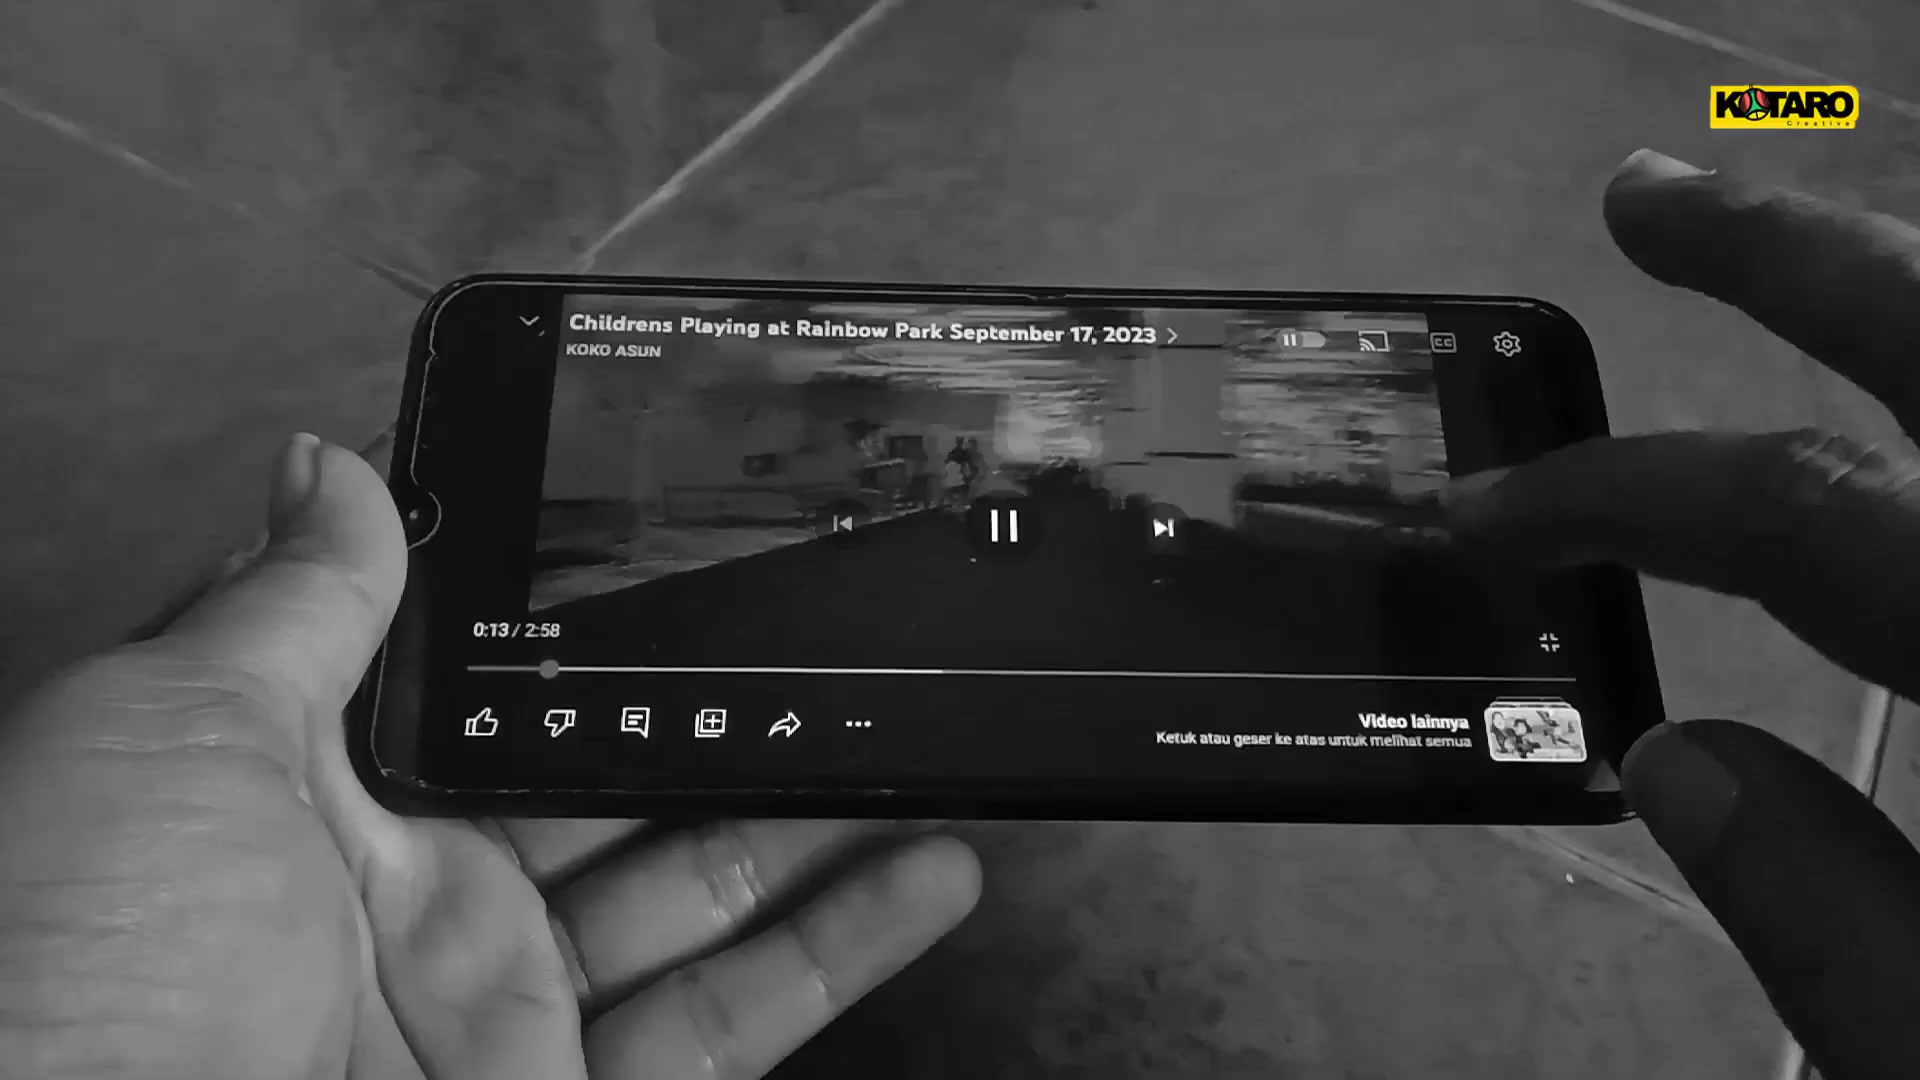 KOTARO
Creative
Childrens Playing at Rainbow Park September 17, 2023
KOKO ASUN
CC
0:13 / 2:58
Video lainnya
Ketuk atau geser ke atas untuk melihat semua